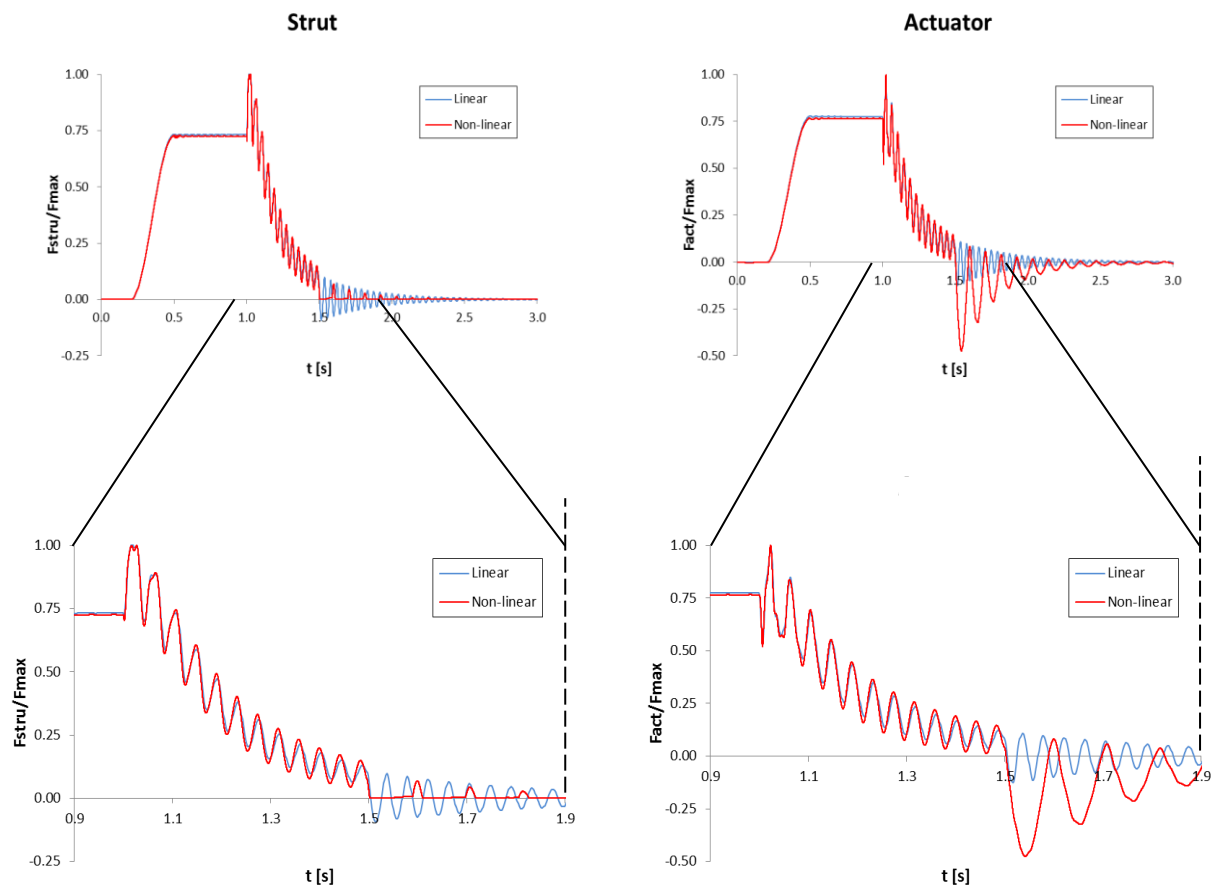 Strut
1.00
0.75
0.50
0.25
0.00
-0.25
0.0 0.5 1.0 1.5 2.0 2.5 3.0
Fstru/Fmax
t [s]
Linear
Non-linear
Actuator
1.00
0.75
0.50
0.25
0.00
-0.25
-0.50
0.0 0.5 1.0 1.5 2.0 2.5 3.0
Fact/Fmax
t [s]
Linear
Non-linear
1.00
0.75
0.50
0.25
0.00
-0.25
0.9 1.1 1.3 1.5 1.7 1.9
Fstru/Fmax
t [s]
Linear
Non-linear
1.00
0.75
0.50
0.25
0.00
-0.25
-0.50
0.9 1.1 1.3 1.5 1.7 1.9
Fact/Fmax
t [s]
Linear
Non-linear